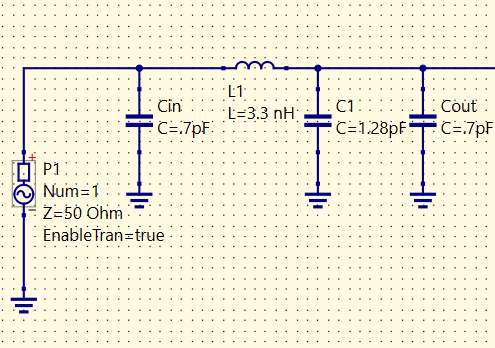 Cin
C=.7pF
L1
L=3.3 nH
C1
C=1.28pF
Cout
C=.7pF
+
P1
Num=1
Z=50 Ohm
EnableTran=true
−